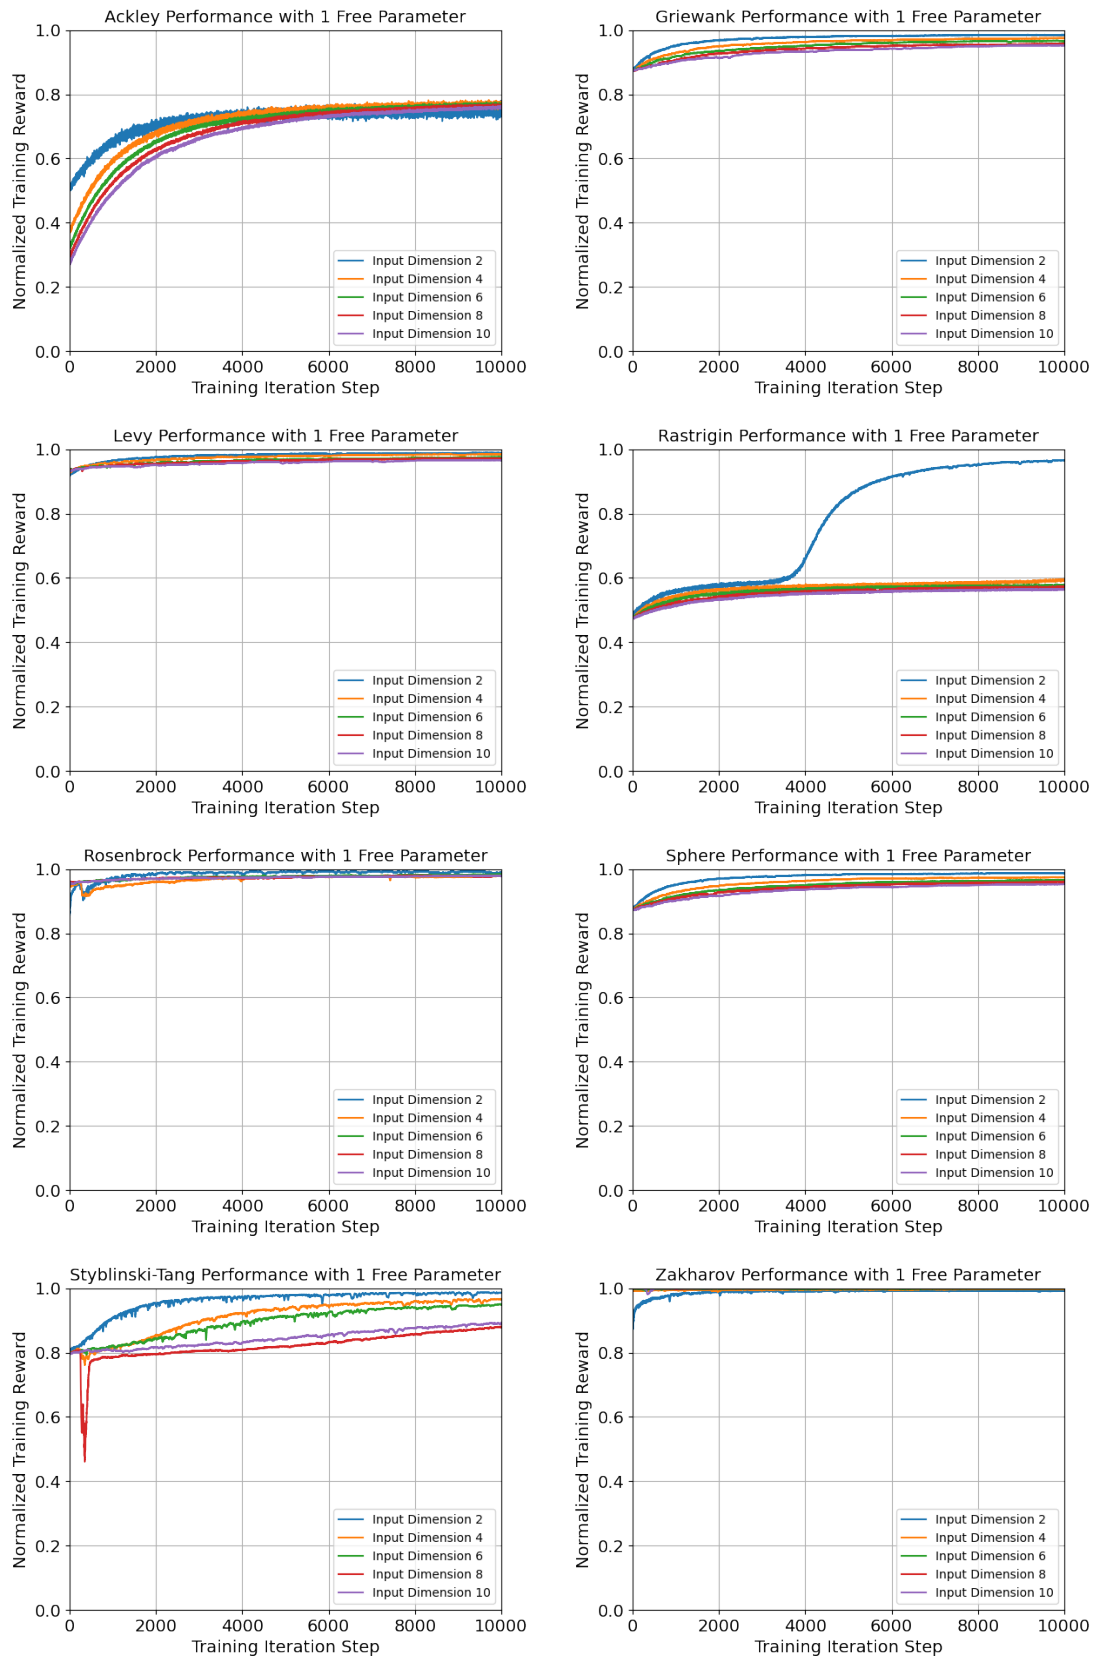 Ackley Performance with 1 Free Parameter
Normalized Training Reward
1.0
0.8
0.6
0.4
0.2
0.0
Input Dimension 2
Input Dimension 4
Input Dimension 6
Input Dimension 8
Input Dimension 10
0 2000 4000 6000 8000 10000
Training Iteration Step
Griewank Performance with 1 Free Parameter
Normalized Training Reward
1.0
0.8
0.6
0.4
0.2
0.0
Input Dimension 2
Input Dimension 4
Input Dimension 6
Input Dimension 8
Input Dimension 10
0 2000 4000 6000 8000 10000
Training Iteration Step
Levy Performance with 1 Free Parameter
Normalized Training Reward
1.0
0.8
0.6
0.4
0.2
0.0
Input Dimension 2
Input Dimension 4
Input Dimension 6
Input Dimension 8
Input Dimension 10
0 2000 4000 6000 8000 10000
Training Iteration Step
Rastrigin Performance with 1 Free Parameter
Normalized Training Reward
1.0
0.8
0.6
0.4
0.2
0.0
Input Dimension 2
Input Dimension 4
Input Dimension 6
Input Dimension 8
Input Dimension 10
0 2000 4000 6000 8000 10000
Training Iteration Step
Rosenbrock Performance with 1 Free Parameter
Normalized Training Reward
1.0
0.8
0.6
0.4
0.2
0.0
Input Dimension 2
Input Dimension 4
Input Dimension 6
Input Dimension 8
Input Dimension 10
0 2000 4000 6000 8000 10000
Training Iteration Step
Sphere Performance with 1 Free Parameter
Normalized Training Reward
1.0
0.8
0.6
0.4
0.2
0.0
Input Dimension 2
Input Dimension 4
Input Dimension 6
Input Dimension 8
Input Dimension 10
0 2000 4000 6000 8000 10000
Training Iteration Step
Styblinski-Tang Performance with 1 Free Parameter
Normalized Training Reward
1.0
0.8
0.6
0.4
0.2
0.0
Input Dimension 2
Input Dimension 4
Input Dimension 6
Input Dimension 8
Input Dimension 10
0 2000 4000 6000 8000 10000
Training Iteration Step
Zakharov Performance with 1 Free Parameter
Normalized Training Reward
1.0
0.8
0.6
0.4
0.2
0.0
Input Dimension 2
Input Dimension 4
Input Dimension 6
Input Dimension 8
Input Dimension 10
0 2000 4000 6000 8000 10000
Training Iteration Step